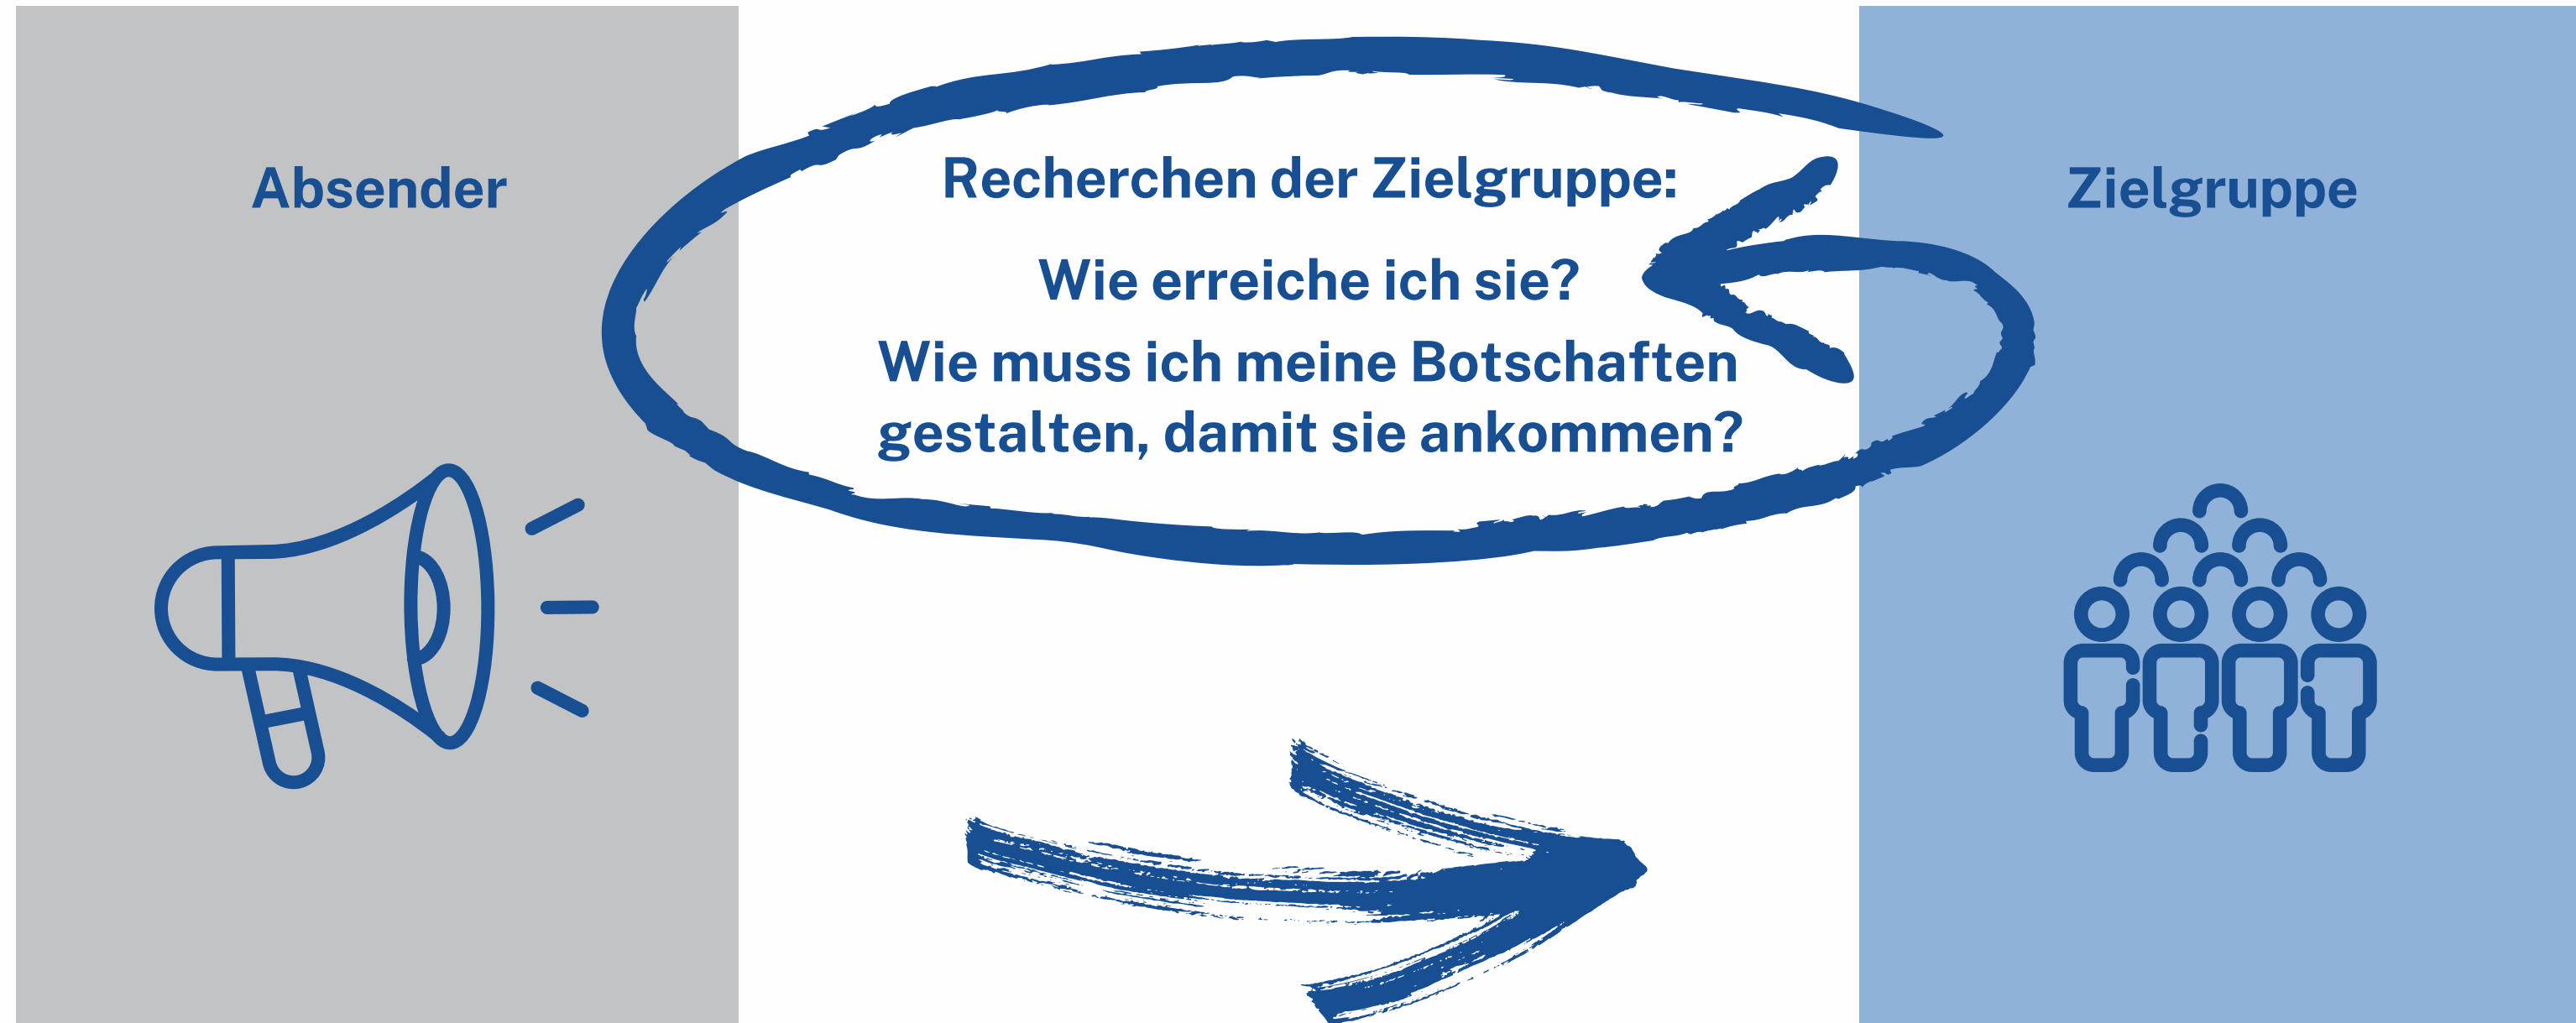 Absender
Recherchen der Zielgruppe:
Wie erreiche ich sie?
Wie muss ich meine Botschaften
gestalten, damit sie ankommen?
Zielgruppe